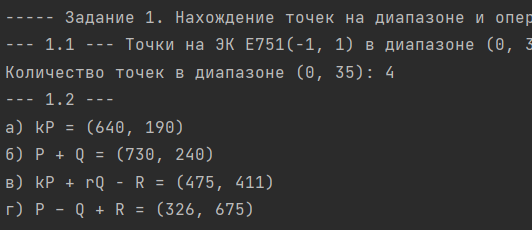 ----- Задание 1. Нахождение точек на диапазоне и опер
--- 1.1 --- Точки на ЭК E751(-1, 1) в диапазоне (0, 3
Количество точек в диапазоне (0, 35): 4
--- 1.2 ---
а) kP = (640, 190)
б) P + Q = (730, 240)
в) kP + rQ - R = (475, 411)
г) P – Q + R = (326, 675)